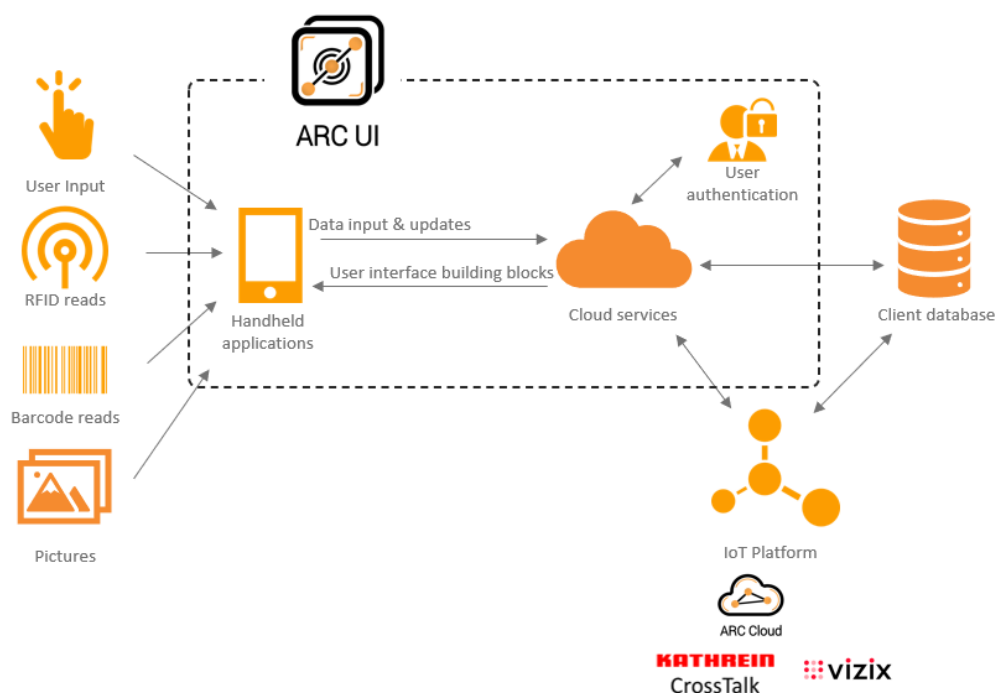 ARC UI
User Input
User
authentication
Data input & updates
RFID reads
User interface building blocks
Handheld
applications
Cloud services
Client database
Barcode reads
Pictures
IoT Platform
ARC Cloud
KATHREIN
CrossTalk
vizix